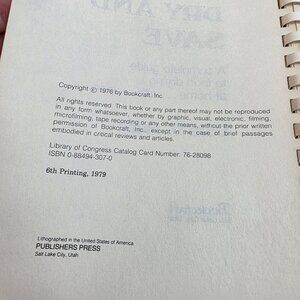 Copyright © 1976 by Bookcraft, Inc.
All rights reserved. This book or any part thereof may not be reproduced
in any form whatsoever, whether by graphic, visual, electronic, filming,
microfilming, tape recording or any other means, without the prior written
permission of Bookcraft, Inc., except in the case of brief passages
embodied in critical reviews and articles.
Library of Congress Catalog Card Number: 76-28098
ISBN 0-88494-307-0
6th Printing, 1979
Lithographed in the United States of America
PUBLISHERS PRESS
Salt Lake City, Utah